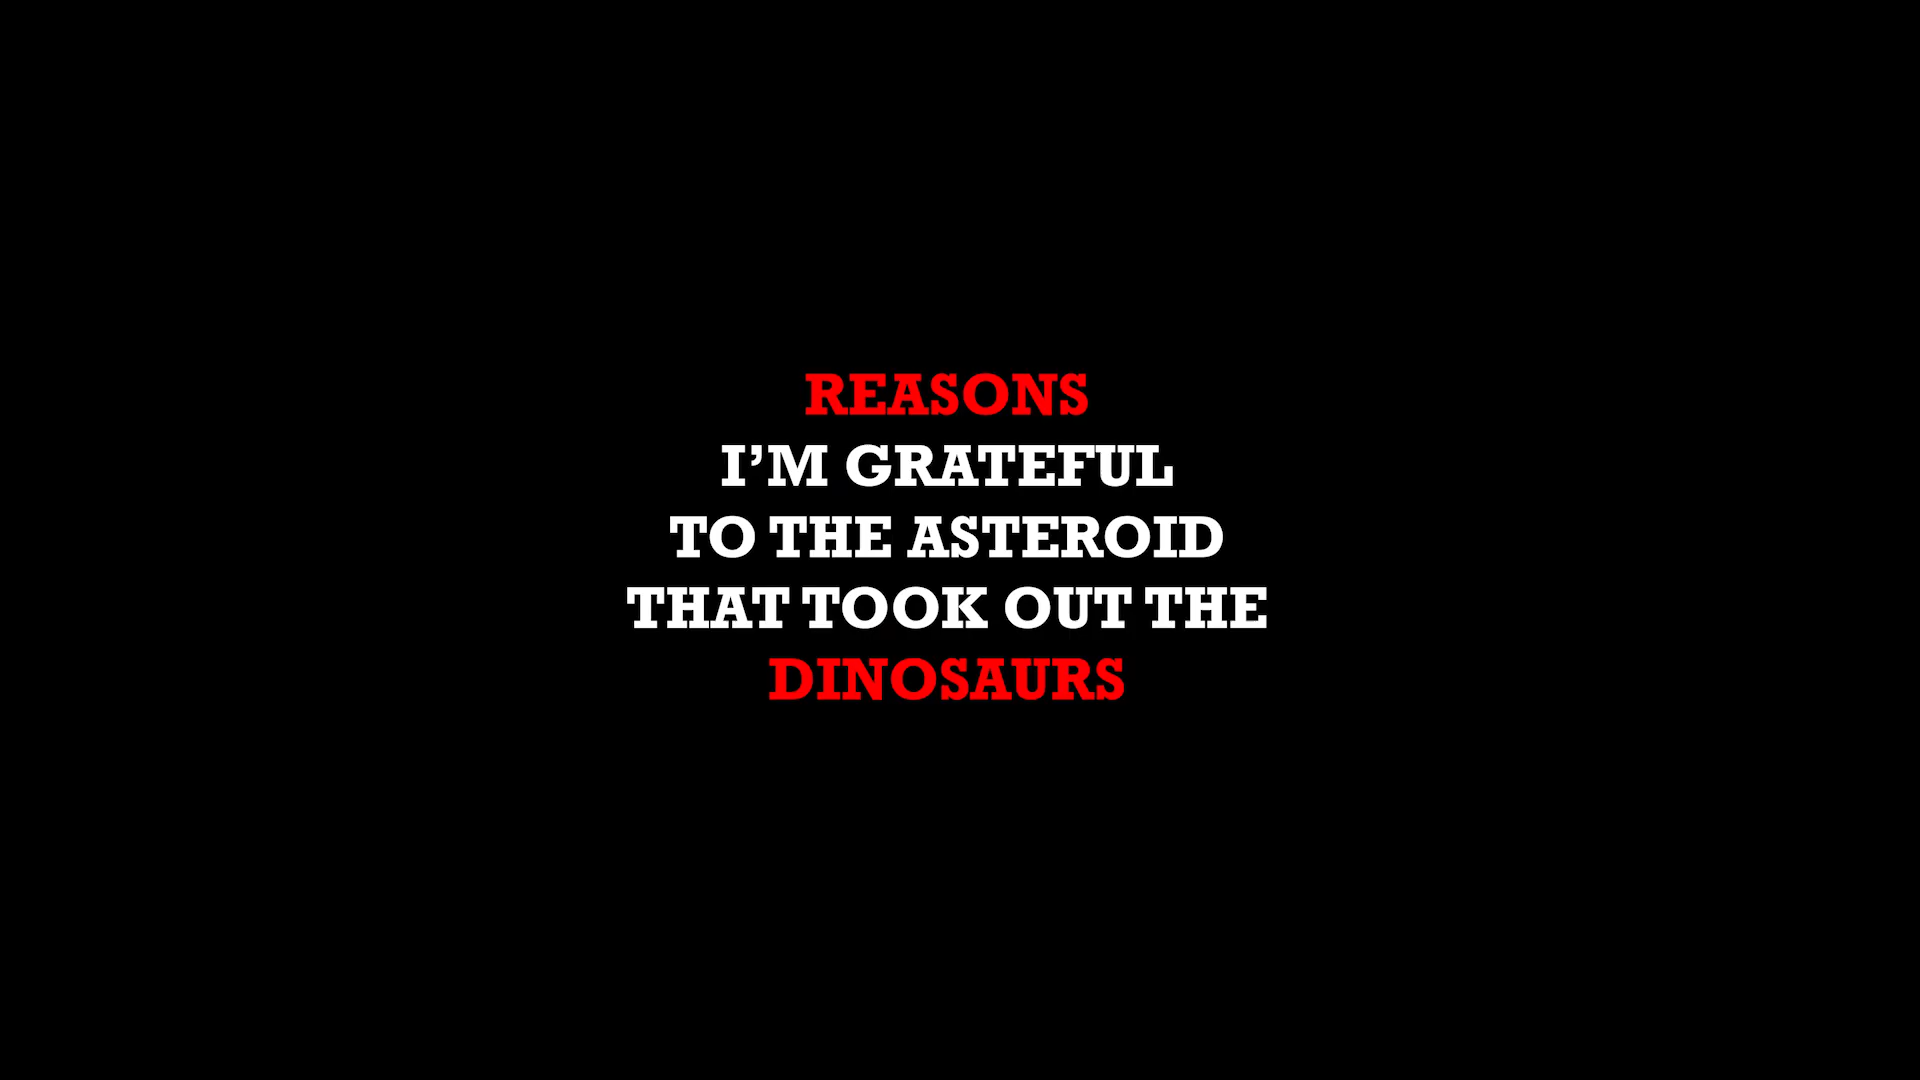 REASONS
I’M GRATEFUL
TO THE ASTEROID
THAT TOOK OUT THE
DINOSAURS